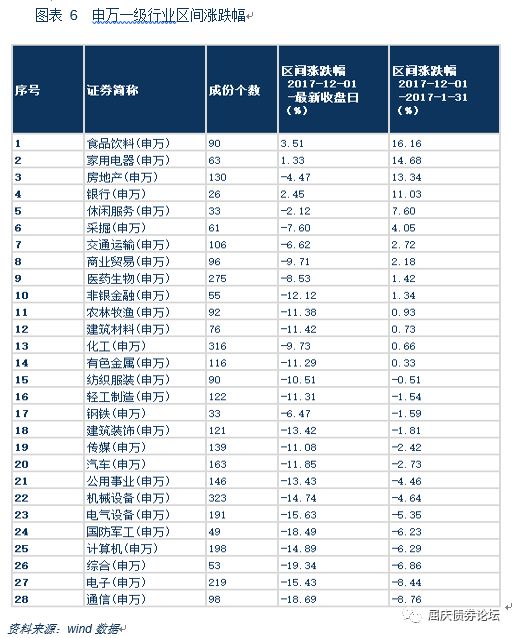 图表 6 申万一级行业区间涨跌幅
序号 证券简称 成份个数 区间涨跌幅 2017-12-01 -最新收盘日 (%) 区间涨跌幅 2017-12-01 -2017-1-31 (%)
1 食品饮料(申万) 90 3.51 16.16
2 家用电器(申万) 63 1.33 14.68
3 房地产(申万) 130 -4.47 13.34
4 银行(申万) 26 2.45 11.03
5 休闲服务(申万) 33 -2.12 7.60
6 采掘(申万) 61 -7.60 4.05
7 交通运输(申万) 106 -6.62 2.72
8 商业贸易(申万) 96 -9.71 2.18
9 医药生物(申万) 275 -8.53 1.42
10 非银金融(申万) 55 -12.12 1.34
11 农林牧渔(申万) 92 -11.38 0.93
12 建筑材料(申万) 76 -11.42 0.73
13 化工(申万) 316 -9.73 0.66
14 有色金属(申万) 116 -11.29 0.33
15 纺织服装(申万) 90 -10.51 -0.51
16 轻工制造(申万) 122 -11.31 -1.54
17 钢铁(申万) 33 -6.47 -1.59
18 建筑装饰(申万) 121 -13.42 -1.81
19 传媒(申万) 139 -11.08 -2.42
20 汽车(申万) 163 -11.85 -2.73
21 公用事业(申万) 146 -13.43 -4.46
22 机械设备(申万) 323 -14.74 -4.64
23 电气设备(申万) 191 -15.63 -5.35
24 国防军工(申万) 49 -18.49 -6.23
25 计算机(申万) 198 -14.89 -6.29
26 综合(申万) 53 -19.34 -6.86
27 电子(申万) 219 -15.43 -8.44
28 通信(申万) 98 -18.69 -8.76
屈庆债券论坛
资料来源：wind 数据